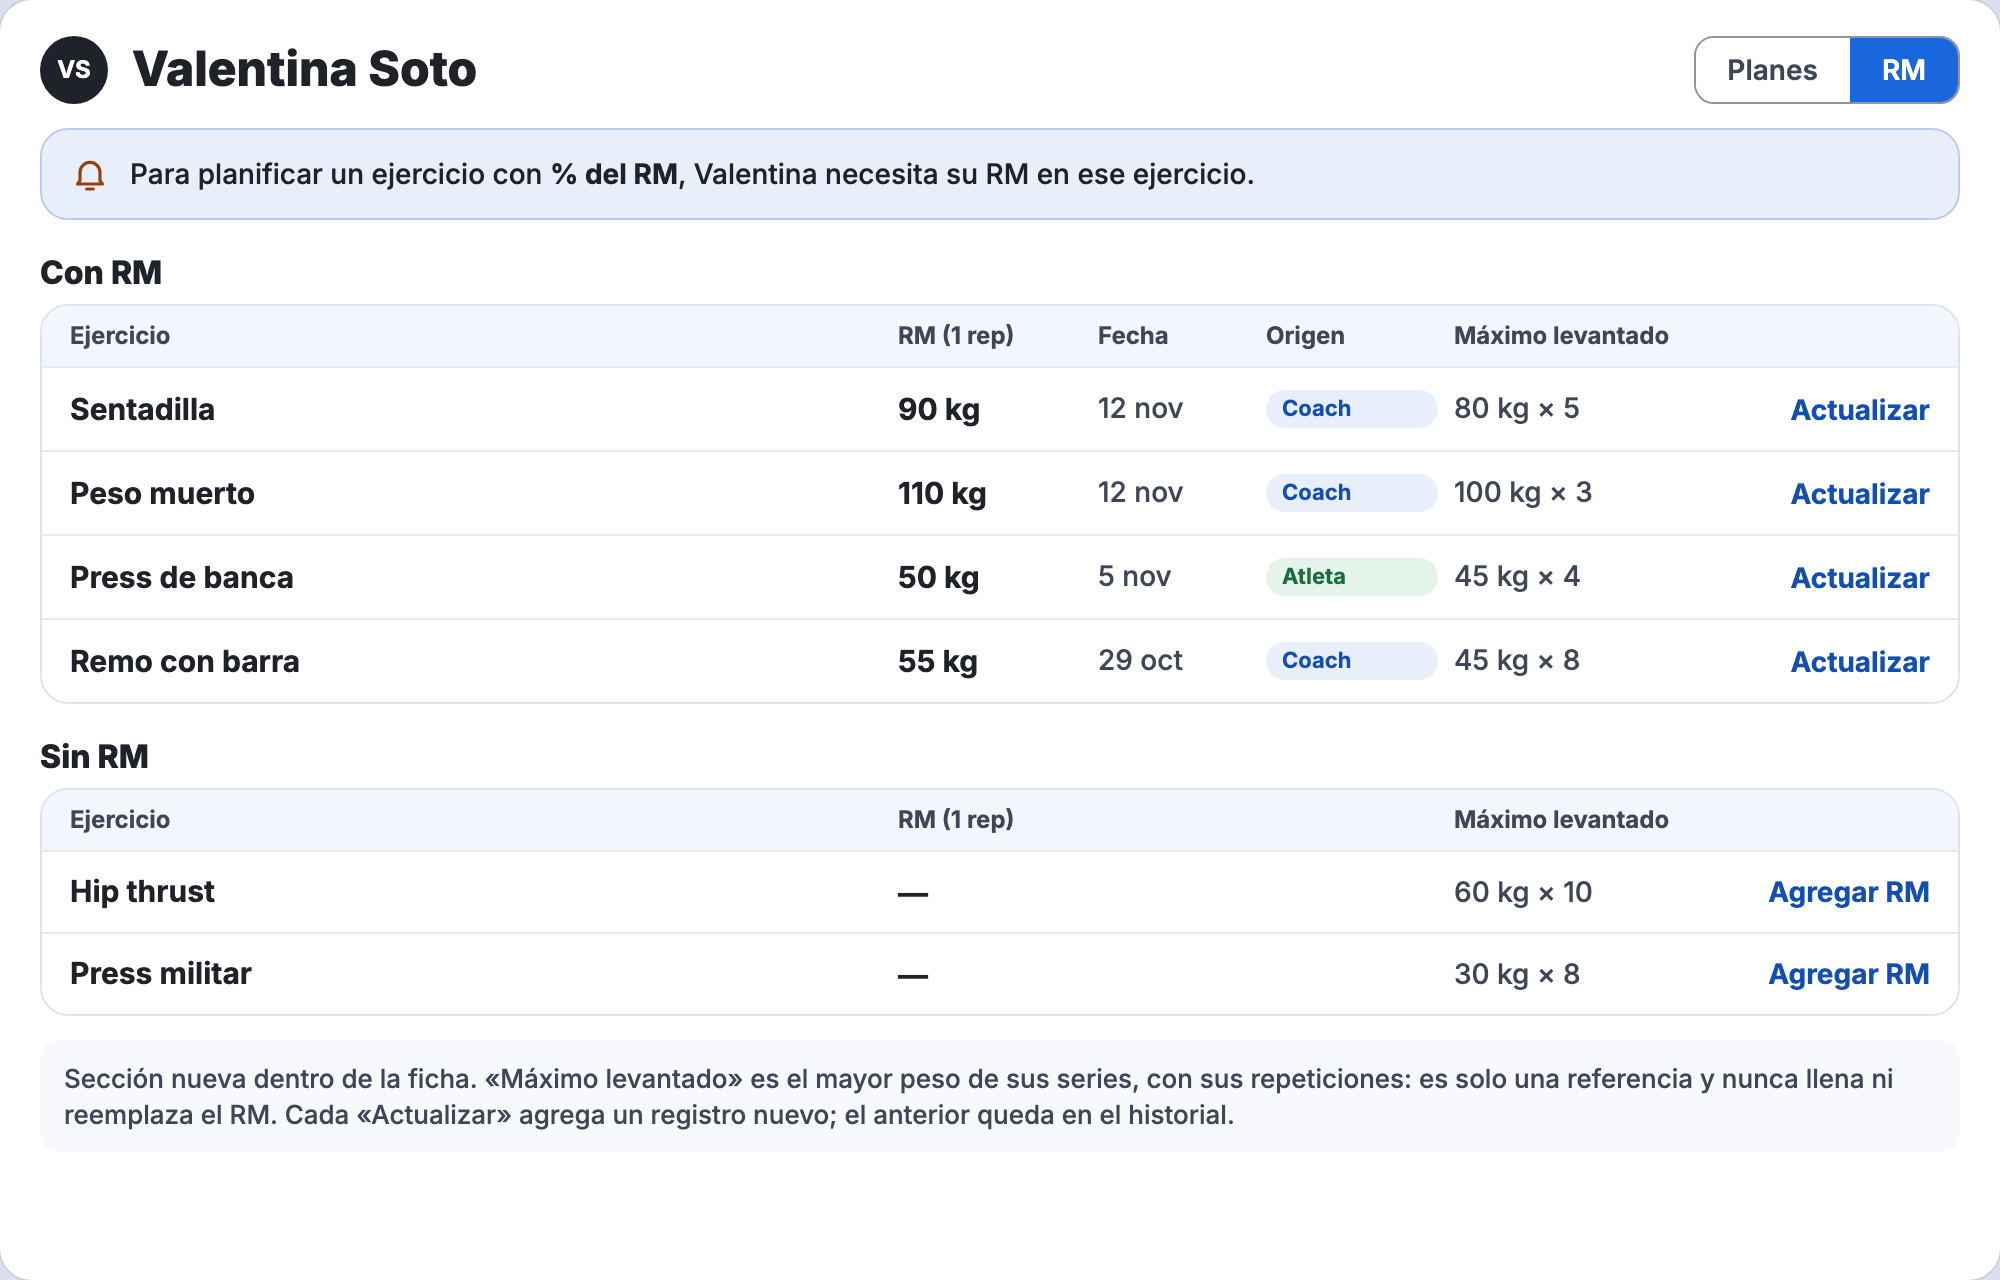 VS
Valentina Soto
Planes
RM
Para planificar un ejercicio con % del RM, Valentina necesita su RM en ese ejercicio.
Con RM
Ejercicio RM (1 rep) Fecha Origen Máximo levantado
Sentadilla 90 kg 12 nov Coach 80 kg × 5 Actualizar
Peso muerto 110 kg 12 nov Coach 100 kg × 3 Actualizar
Press de banca 50 kg 5 nov Atleta 45 kg × 4 Actualizar
Remo con barra 55 kg 29 oct Coach 45 kg × 8 Actualizar
Sin RM
Ejercicio RM (1 rep) Máximo levantado
Hip thrust — 60 kg × 10 Agregar RM
Press militar — 30 kg × 8 Agregar RM
Sección nueva dentro de la ficha. «Máximo levantado» es el mayor peso de sus series, con sus repeticiones: es solo una referencia y nunca llena ni
reemplaza el RM. Cada «Actualizar» agrega un registro nuevo; el anterior queda en el historial.